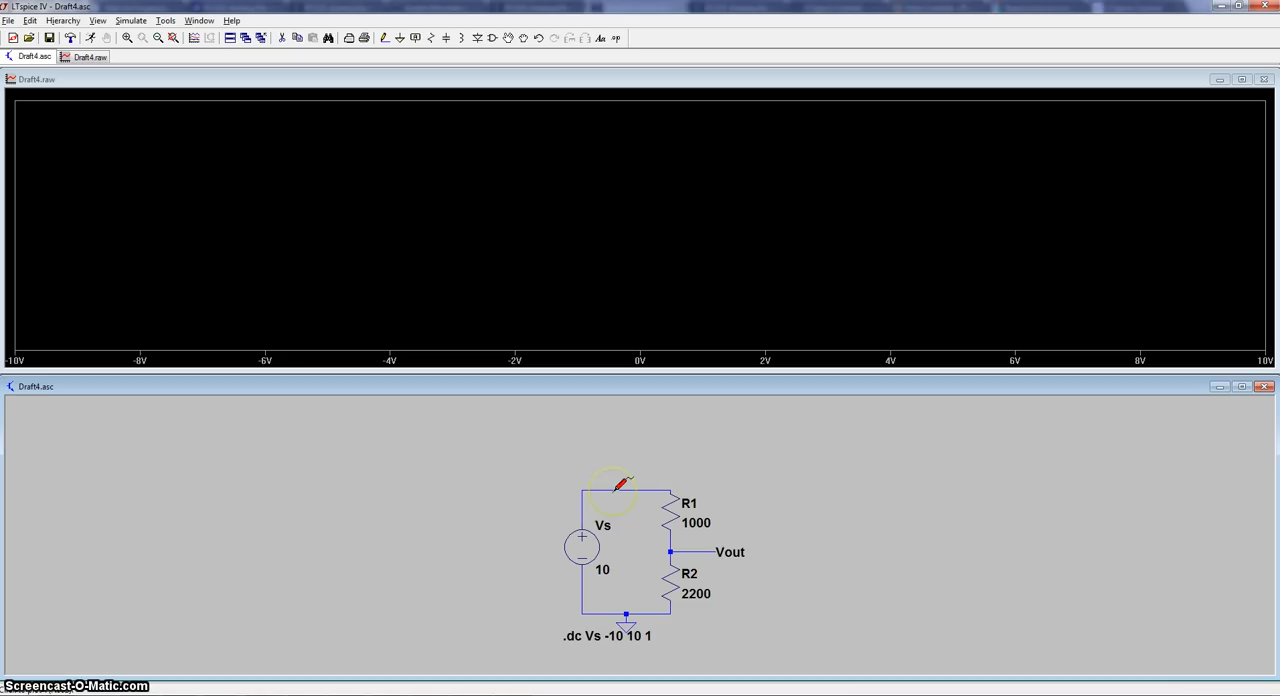 LTspice IV - Draft4.asc
File Edit Hierarchy View Simulate Tools Window Help
Draft4.asc Draft4.raw
Draft4.raw
-10V -8V -6V -4V -2V 0V 2V 4V 6V 8V 10V
Draft4.asc
R1
1000
Vs
Vout
10
R2
2200
.dc Vs -10 10 1
Screencast-O-Matic.com